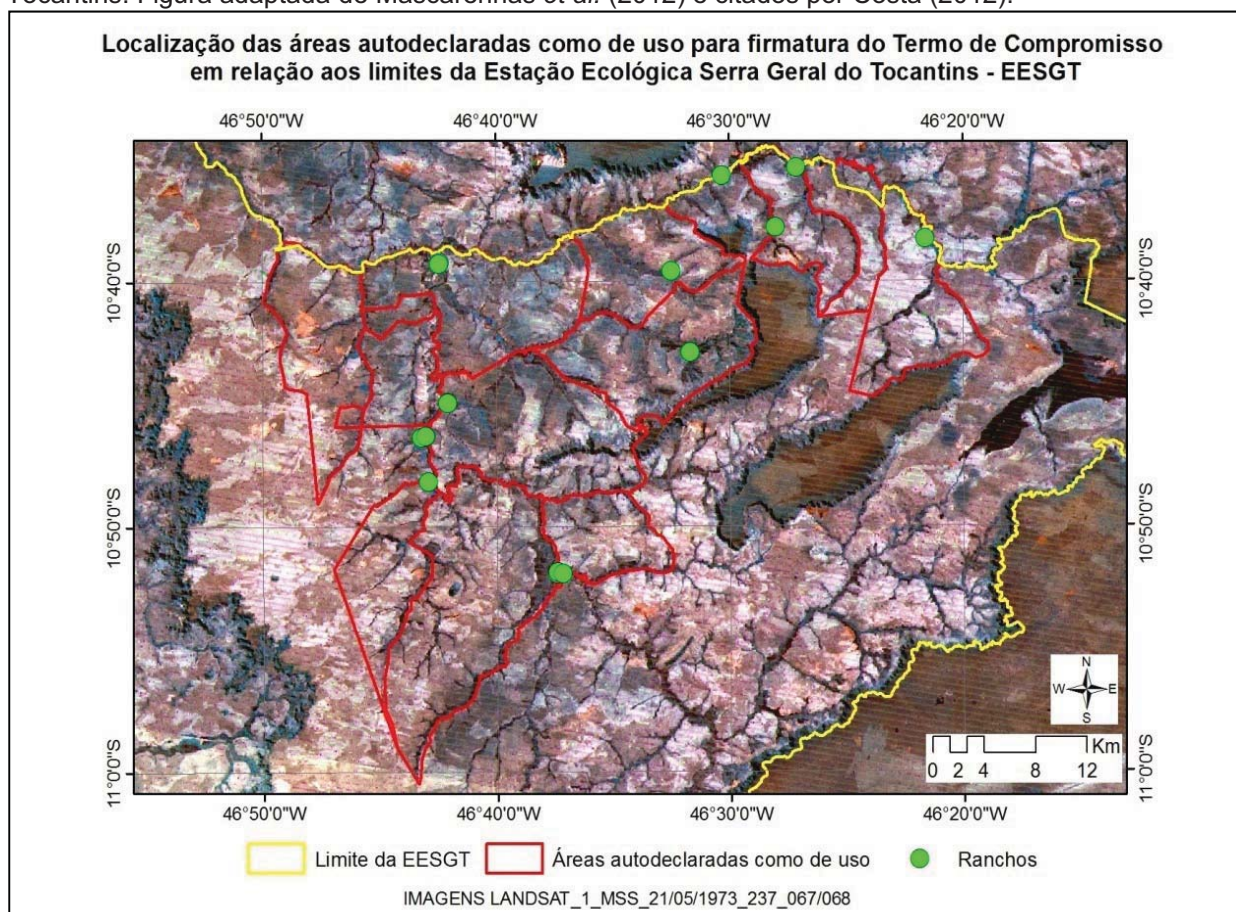 Tocantins. Figura adaptada de Mascarenhas et al. (2012) e citados por Costa (2012).
Localização das áreas autodeclaradas como de uso para firmatura do Termo de Compromisso
em relação aos limites da Estação Ecológica Serra Geral do Tocantins - EESGT
46°50'0"W 46°40'0"W 46°30'0"W 46°20'0"W
10°40'0"S 10°40'0"S
10°50'0"S 10°50'0"S
N
W E
S
Km
0 2 4 8 12
11°0'0"S 11°0'0"S
46°50'0"W 46°40'0"W 46°30'0"W 46°20'0"W
Limite da EESGT Áreas autodeclaradas como de uso Ranchos
IMAGENS LANDSAT_1_MSS_21/05/1973_237_067/068